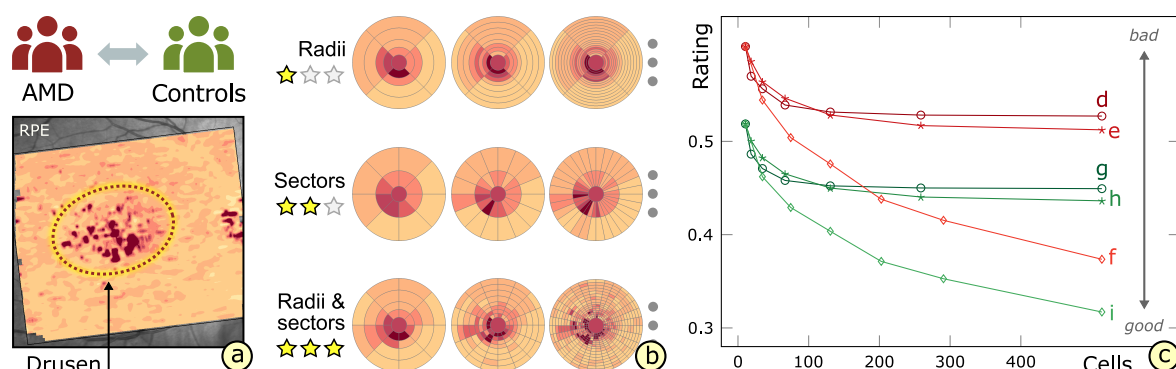 AMD
Controls
RPE
Drusen
a
Radii
Sectors
Radii &
sectors
b
Rating
0.5
0.4
0.3
0
100
200
300
400
Cells
d
e
g
h
f
i
bad
good
c